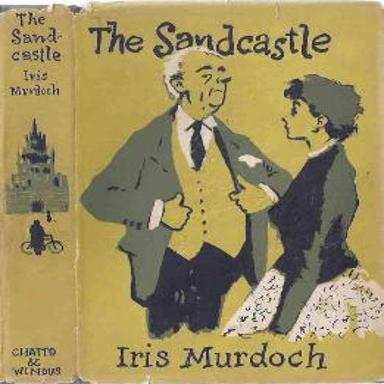 The
Sand-
castle
Iris
Murdoch
CHATTO
&
WINDUS
The Sandcastle
Iris Murdoch